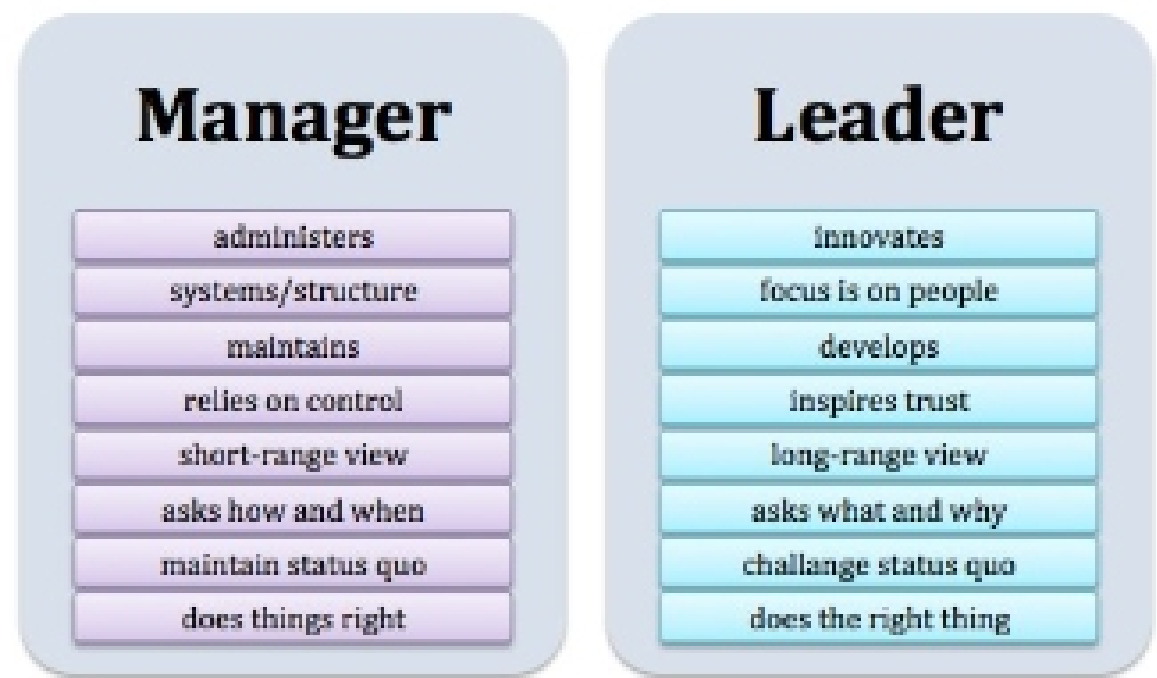 Manager
administers
systems/structure
maintains
relies on control
short-range view
asks how and when
maintain status quo
does things right
Leader
innovates
focus is on people
develops
inspires trust
long-range view
asks what and why
challange status quo
does the right thing